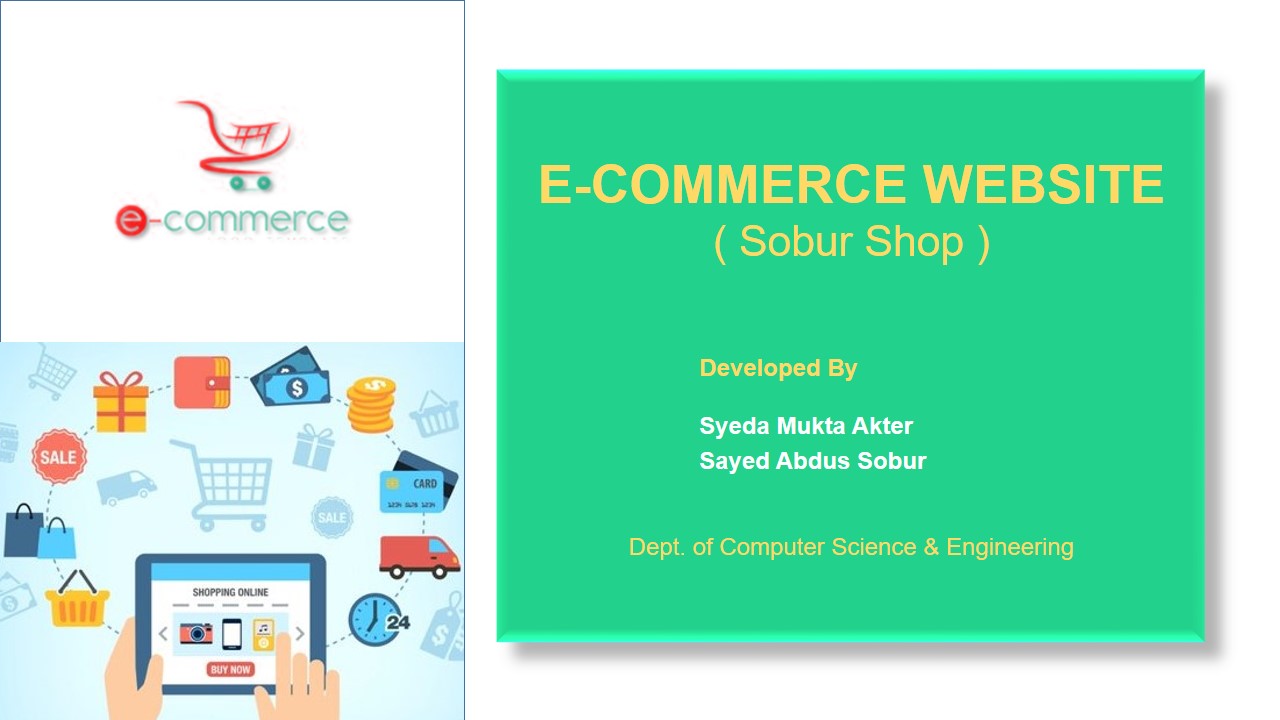 e-commerce
E-COMMERCE WEBSITE
( Sobur Shop )
Developed By
Syeda Mukta Akter
Sayed Abdus Sobur
Dept. of Computer Science & Engineering
SALE
$
$
CARD
SALE
24
$
SHOPPING ONLINE
BUY NOW